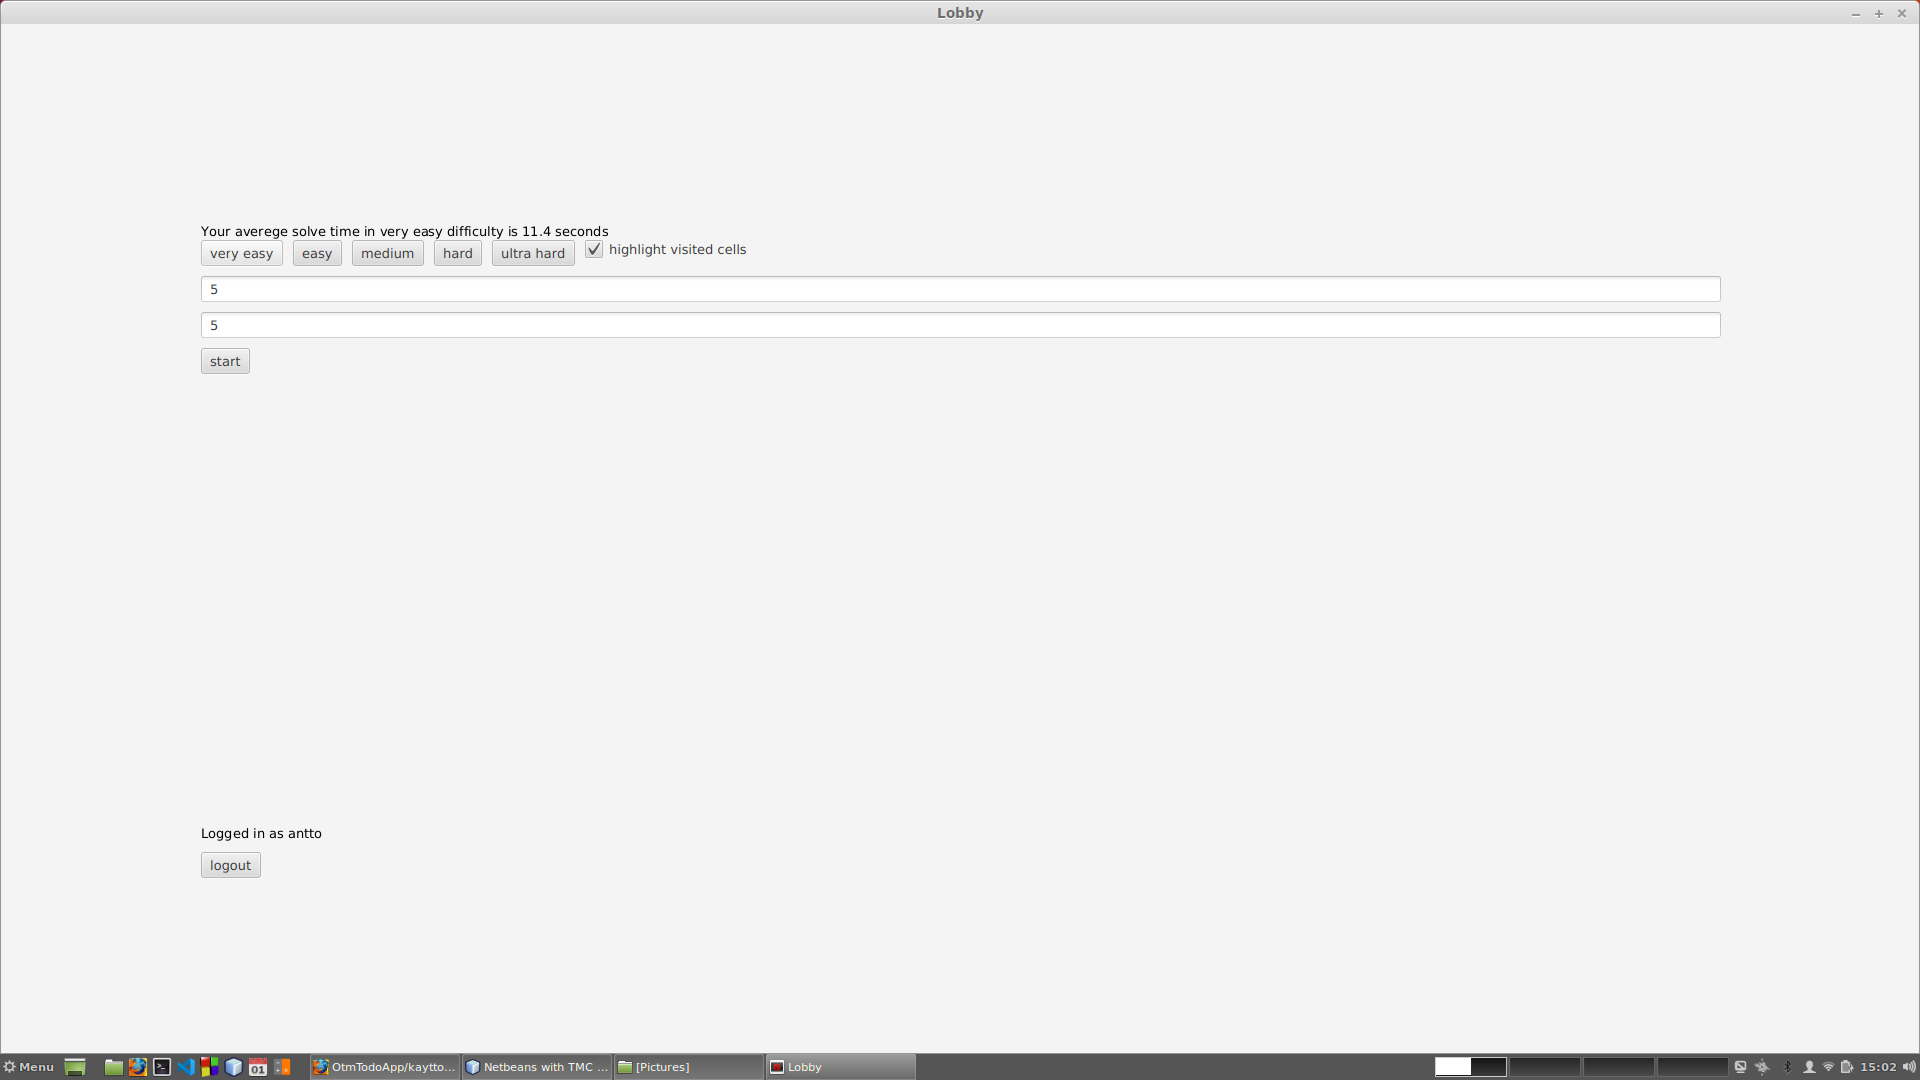 Lobby
Your averege solve time in very easy difficulty is 11.4 seconds
very easy easy medium hard ultra hard highlight visited cells
5
5
start
Logged in as antto
logout
Menu 01 OtmTodoApp/kaytto... Netbeans with TMC ... [Pictures] Lobby 15:02